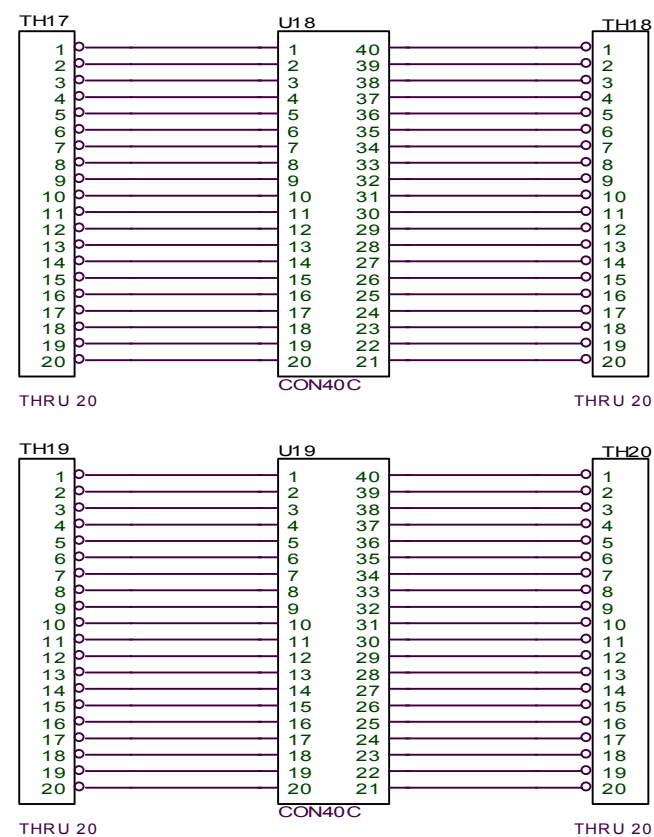 TH17 U18 TH18
1 1 40 1
2 2 39 2
3 3 38 3
4 4 37 4
5 5 36 5
6 6 35 6
7 7 34 7
8 8 33 8
9 9 32 9
10 10 31 10
11 11 30 11
12 12 29 12
13 13 28 13
14 14 27 14
15 15 26 15
16 16 25 16
17 17 24 17
18 18 23 18
19 19 22 19
20 20 21 20
CON40C
THRU 20 THRU 20
TH19 U19 TH20
1 1 40 1
2 2 39 2
3 3 38 3
4 4 37 4
5 5 36 5
6 6 35 6
7 7 34 7
8 8 33 8
9 9 32 9
10 10 31 10
11 11 30 11
12 12 29 12
13 13 28 13
14 14 27 14
15 15 26 15
16 16 25 16
17 17 24 17
18 18 23 18
19 19 22 19
20 20 21 20
CON40C
THRU 20 THRU 20